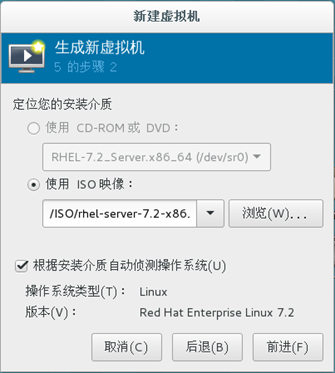 新建虚拟机
生成新虚拟机
5 的步骤 2
定位您的安装介质
使用 CD-ROM 或 DVD：
RHEL-7.2_Server.x86_64 (/dev/sr0)
使用 ISO 映像：
/ISO/rhel-server-7.2-x86. 浏览(W)...
根据安装介质自动侦测操作系统(U)
操作系统类型(T)： Linux
版本(V)： Red Hat Enterprise Linux 7.2
取消(C) 后退(B) 前进(F)